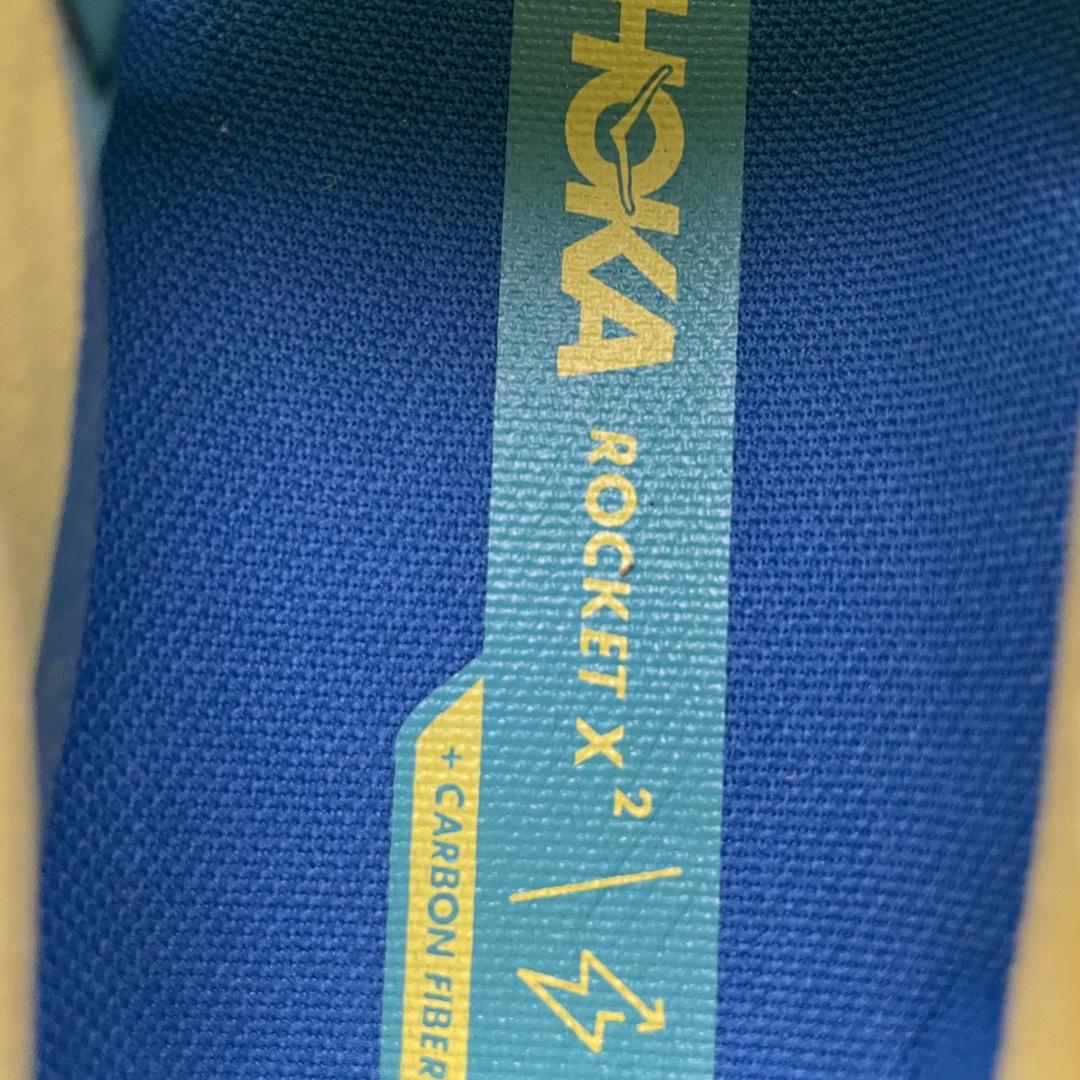 HOKA ROCKET X ²
+ CARBON FIBER